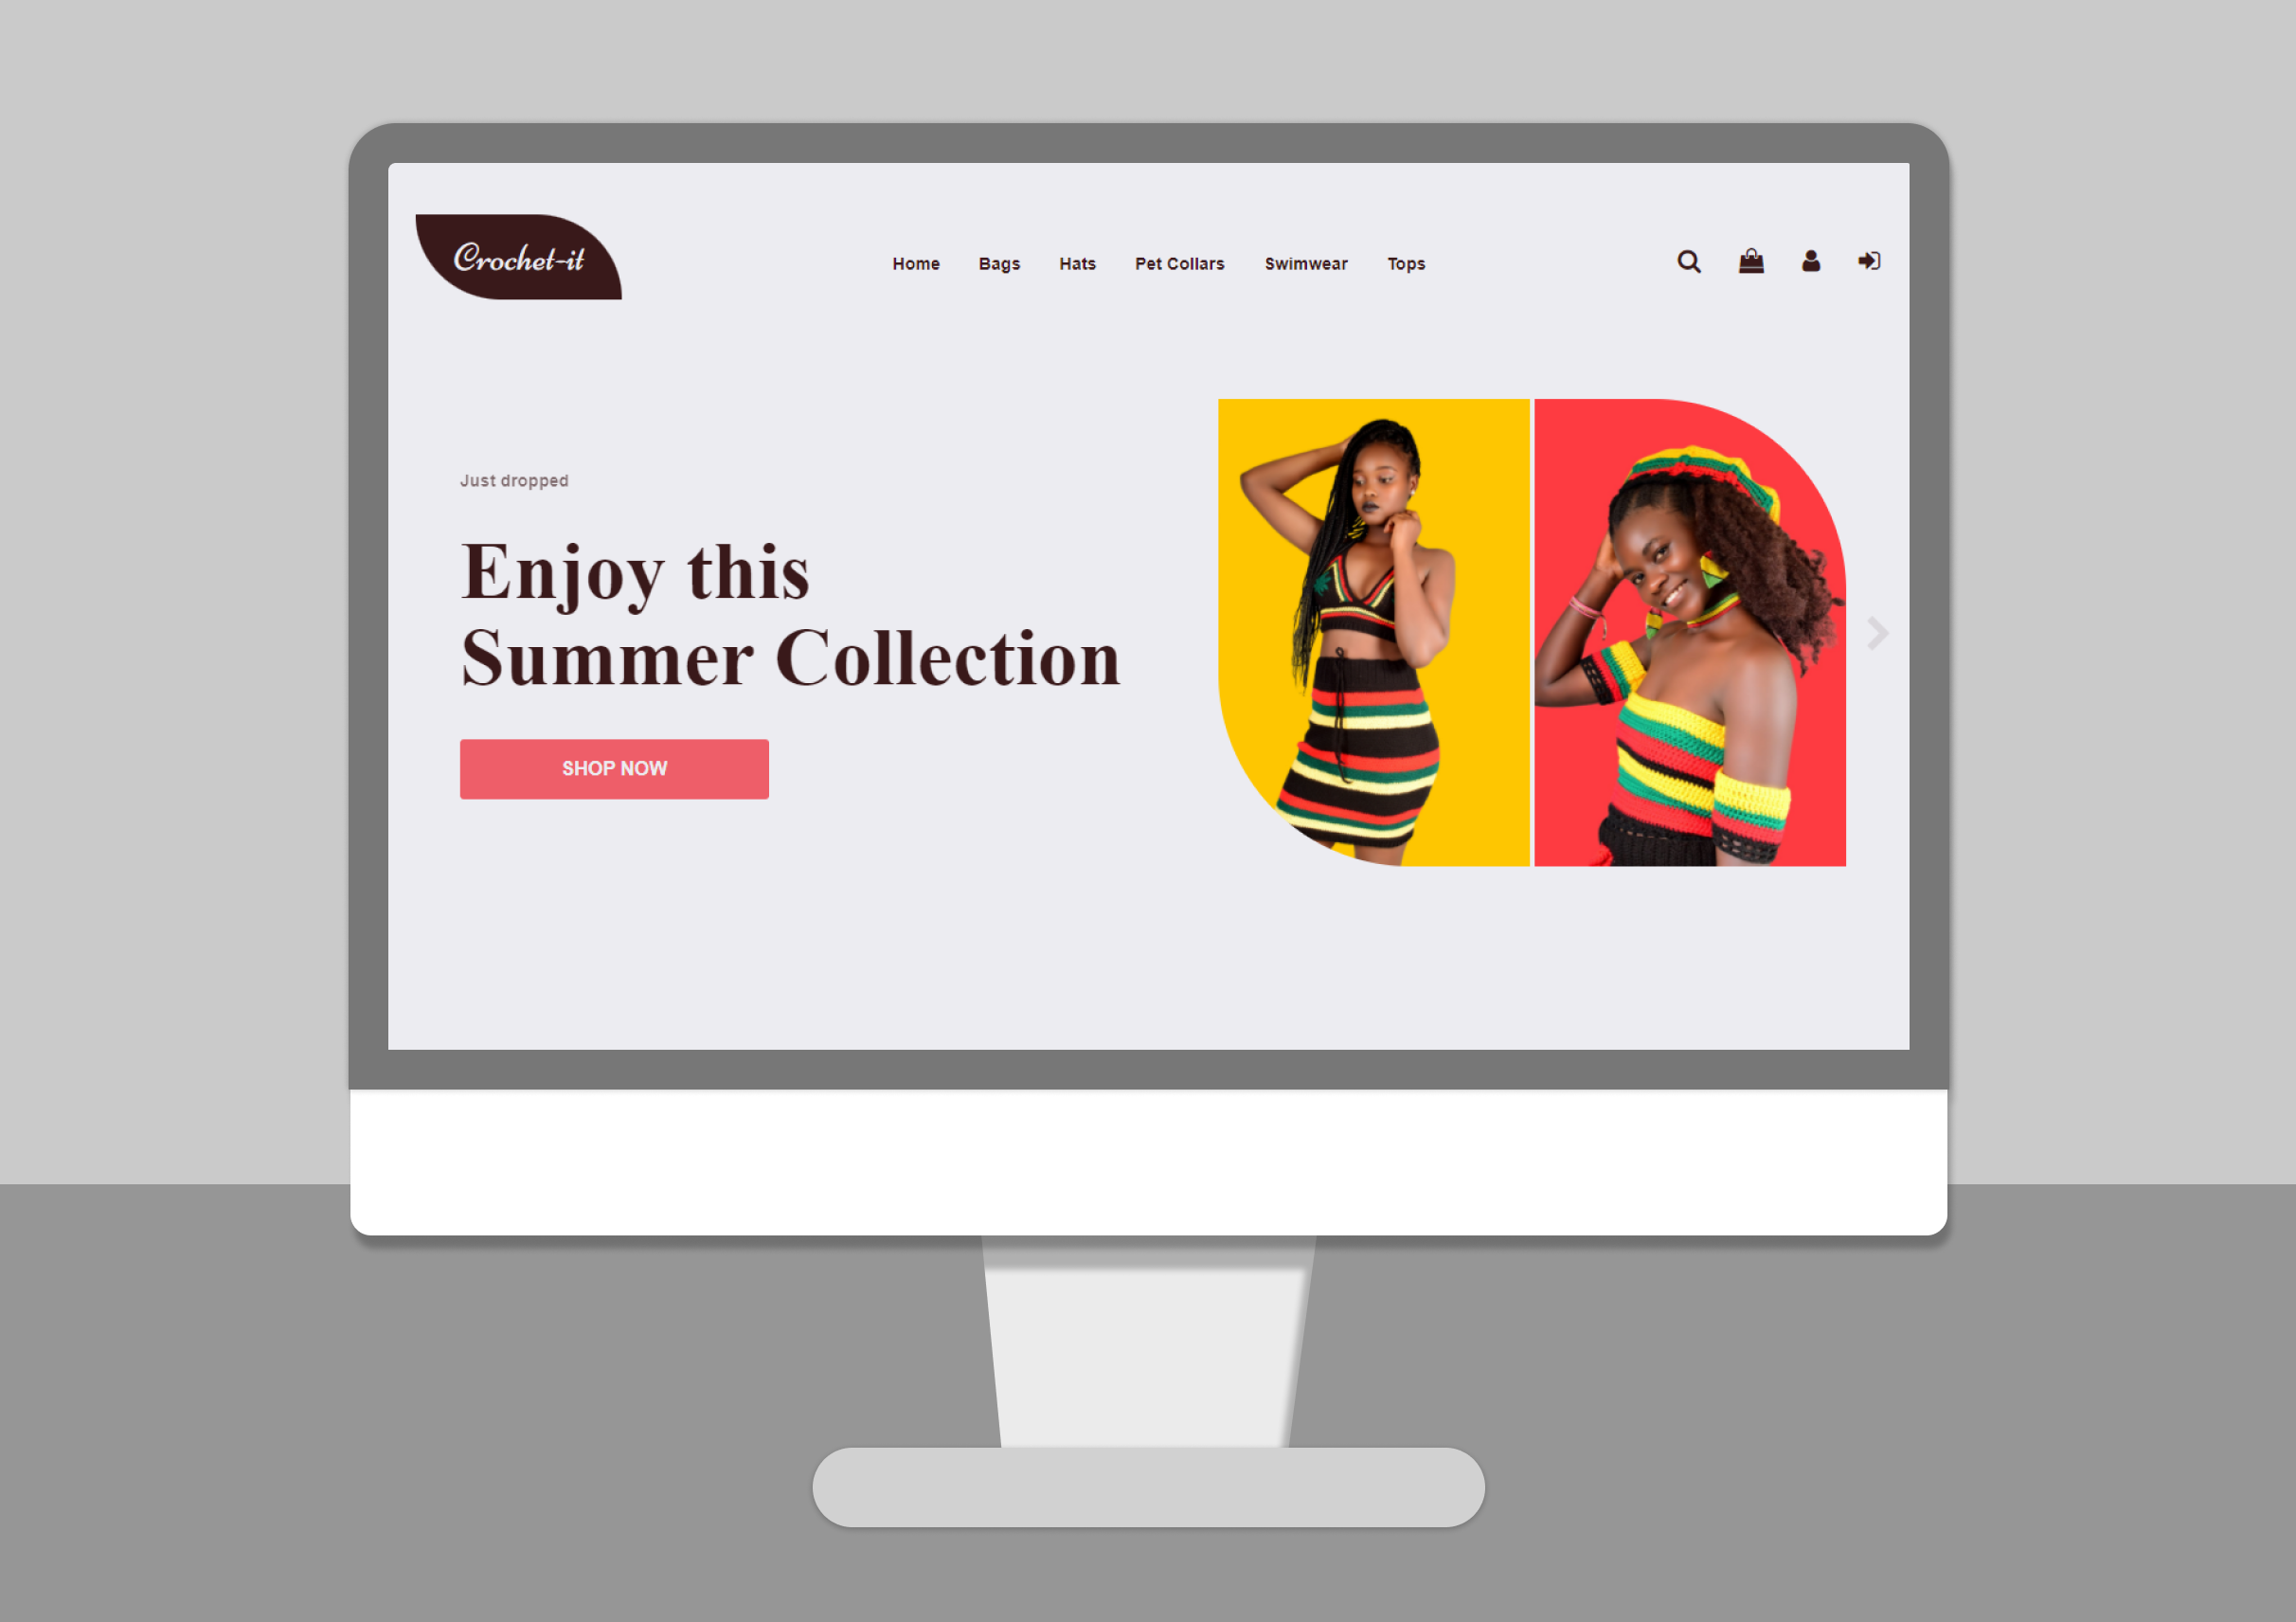 Crochet-it
Home Bags Hats Pet Collars Swimwear Tops
Just dropped
Enjoy this
Summer Collection
SHOP NOW